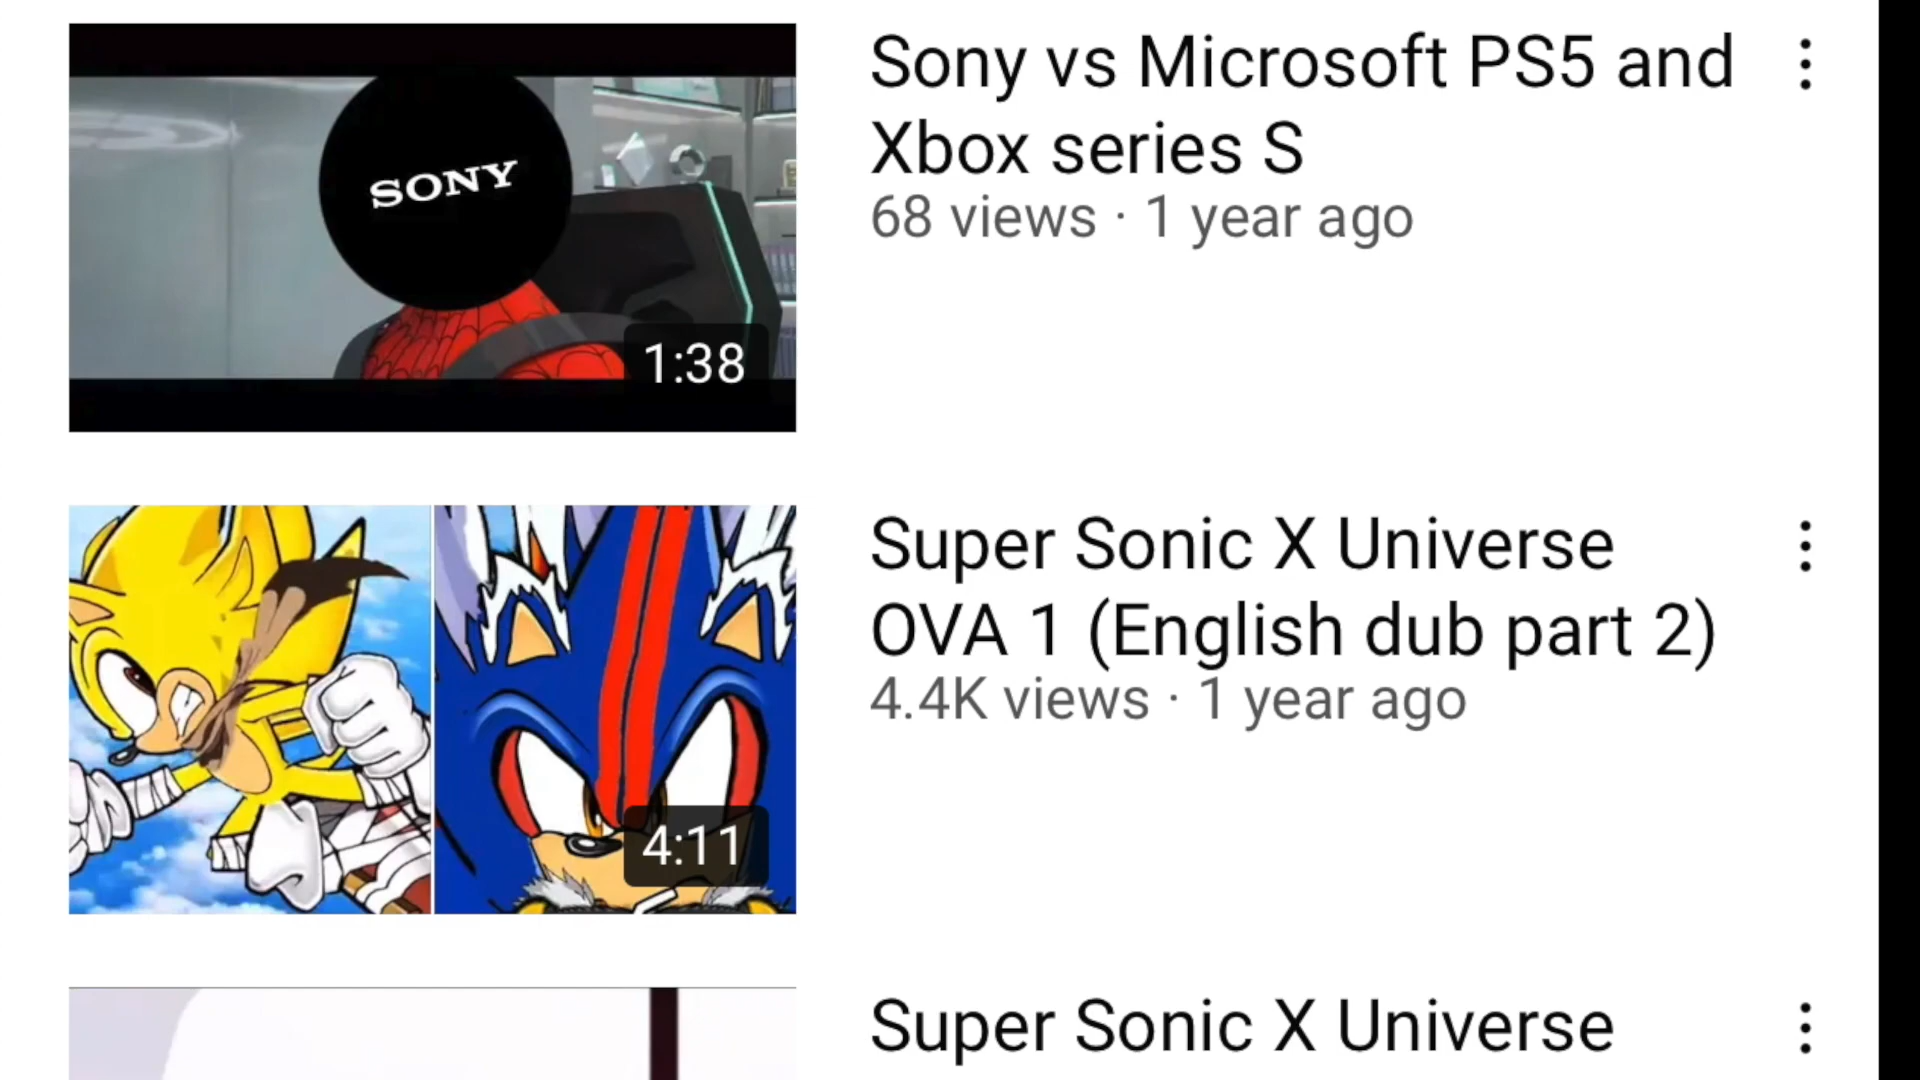 SONY
1:38
Sony vs Microsoft PS5 and
Xbox series S
68 views · 1 year ago
4:11
Super Sonic X Universe
OVA 1 (English dub part 2)
4.4K views · 1 year ago
Super Sonic X Universe